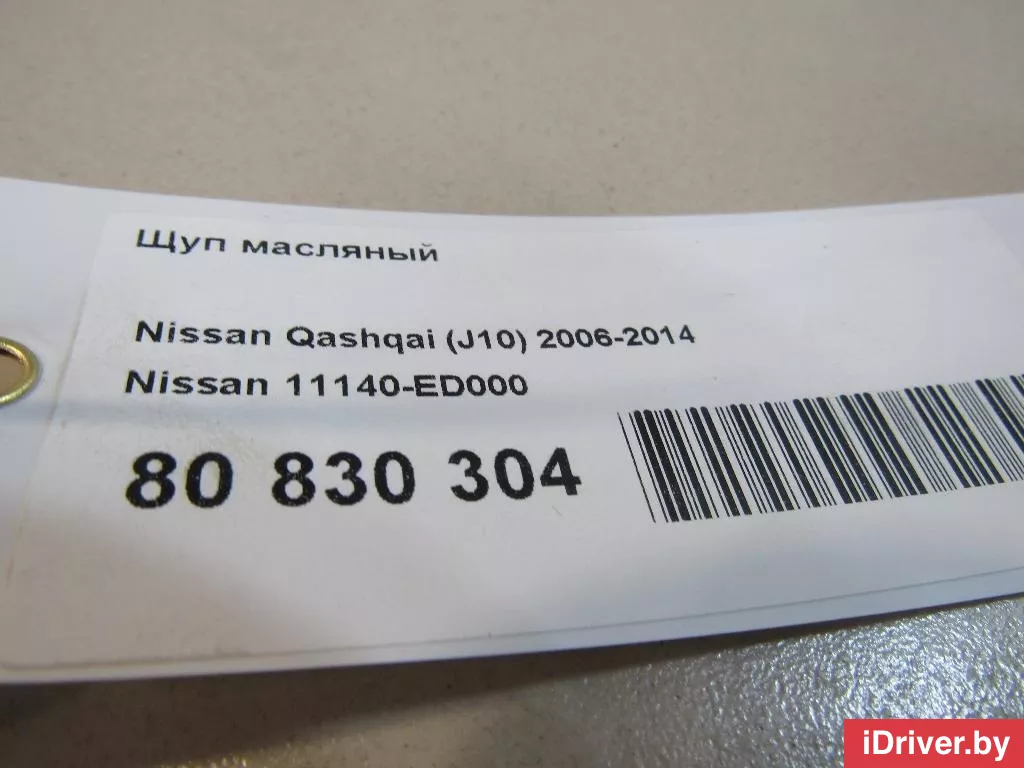 Щуп масляный
Nissan Qashqai (J10) 2006-2014
Nissan 11140-ED000
80 830 304
iDriver.by